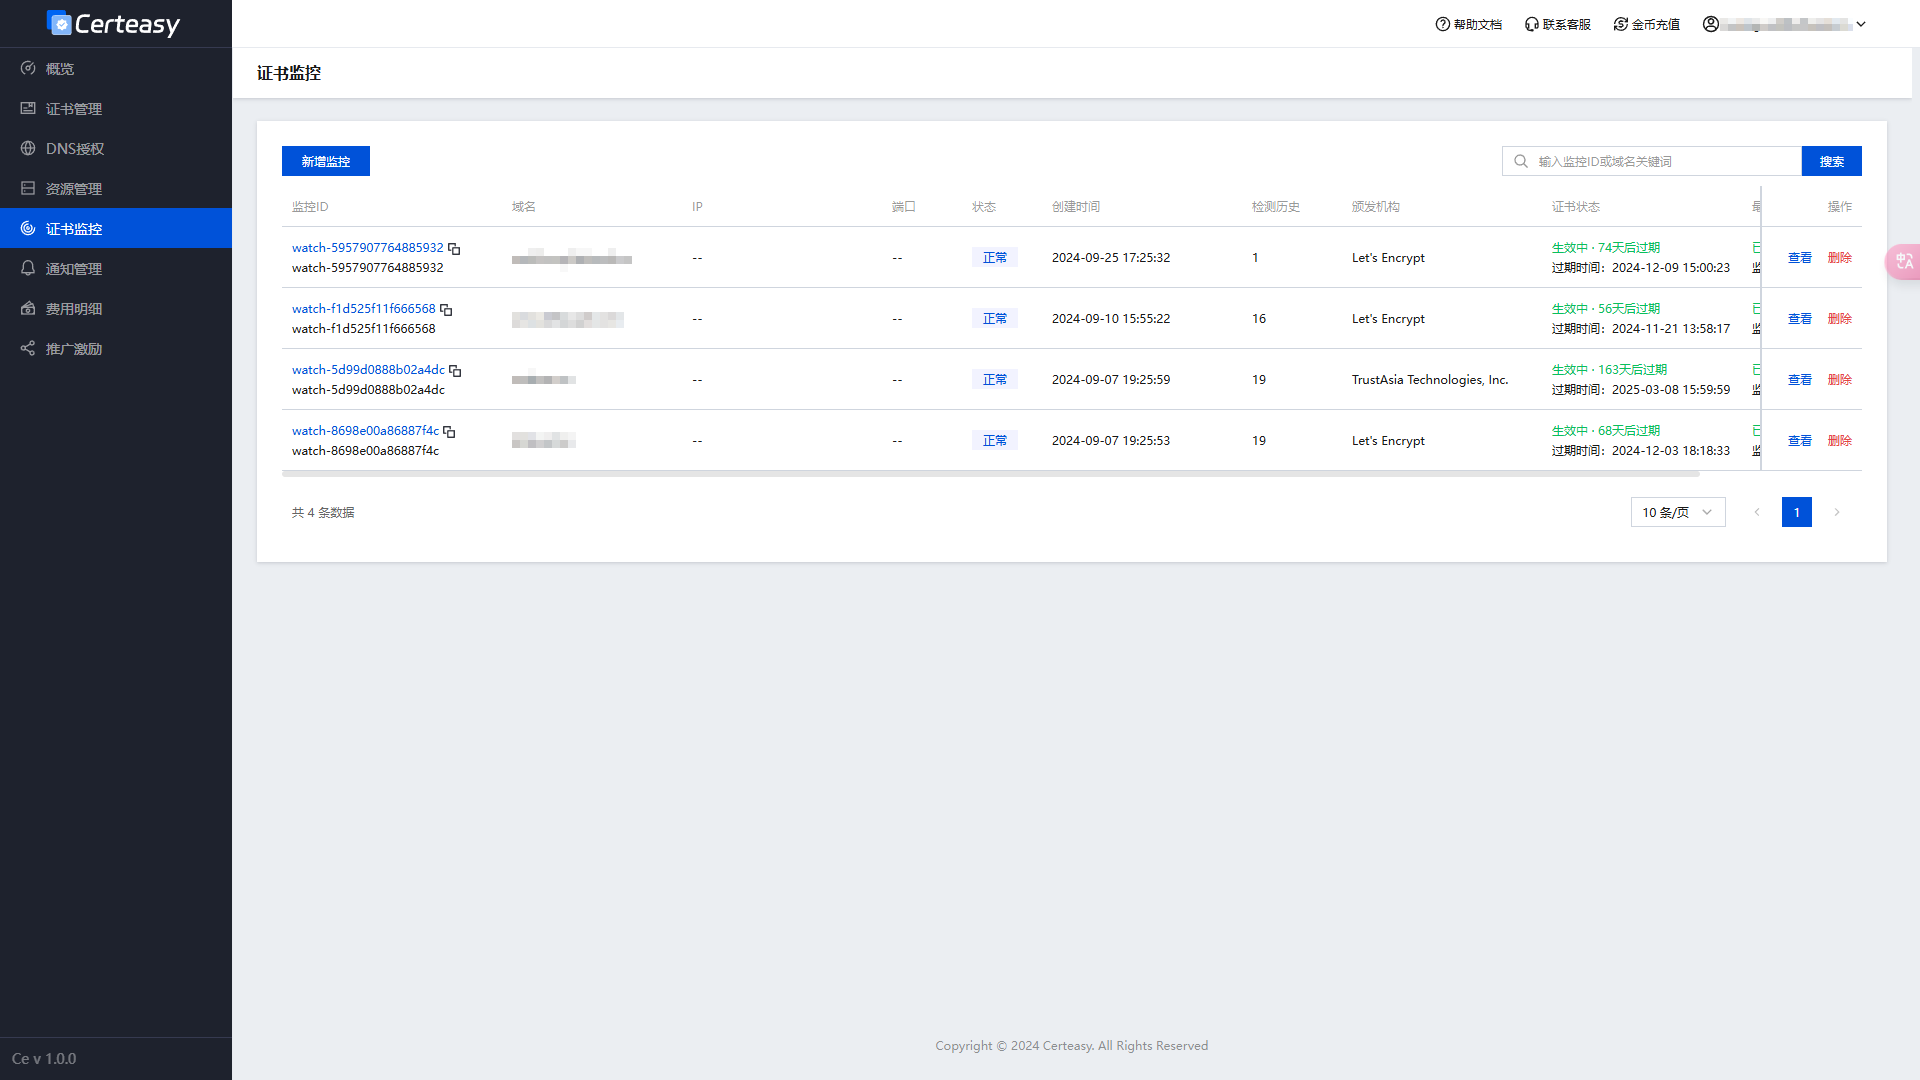 Certeasy
帮助文档
联系客服
金币充值
概览
证书管理
DNS授权
资源管理
证书监控
通知管理
费用明细
推广激励
Ce v 1.0.0
证书监控
新增监控
输入监控ID或域名关键词
搜索
监控ID 域名 IP 端口 状态 创建时间 检测历史 颁发机构 证书状态 操作
watch-5957907764885932
watch-5957907764885932
-- -- 正常 2024-09-25 17:25:32 1 Let's Encrypt
生效中 · 74天后过期
过期时间：2024-12-09 15:00:23
查看 删除
watch-f1d525f11f666568
watch-f1d525f11f666568
-- -- 正常 2024-09-10 15:55:22 16 Let's Encrypt
生效中 · 56天后过期
过期时间：2024-11-21 13:58:17
查看 删除
watch-5d99d0888b02a4dc
watch-5d99d0888b02a4dc
-- -- 正常 2024-09-07 19:25:59 19 TrustAsia Technologies, Inc.
生效中 · 163天后过期
过期时间：2025-03-08 15:59:59
查看 删除
watch-8698e00a86887f4c
watch-8698e00a86887f4c
-- -- 正常 2024-09-07 19:25:53 19 Let's Encrypt
生效中 · 68天后过期
过期时间：2024-12-03 18:18:33
查看 删除
共 4 条数据
10 条/页
1
Copyright © 2024 Certeasy. All Rights Reserved